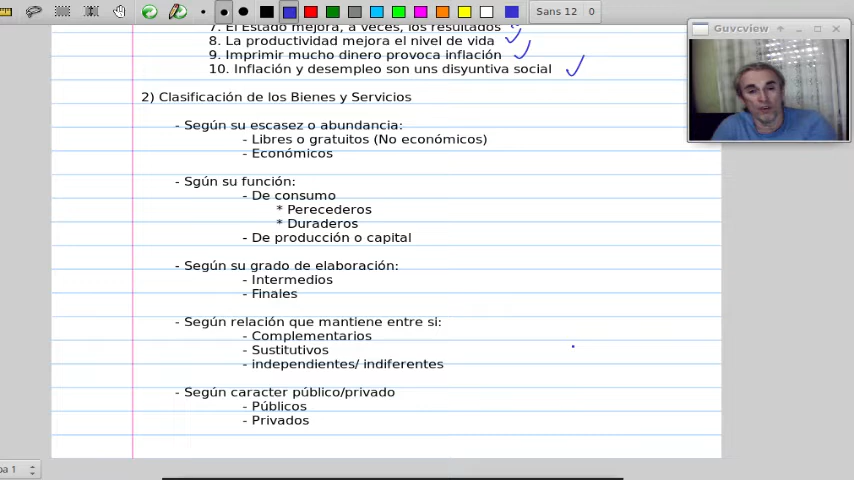 Sans 12 0
Guvcview
7. El Estado mejora, a veces, los resultados
8. La productividad mejora el nivel de vida
9. Imprimir mucho dinero provoca inflación
10. Inflación y desempleo son uns disyuntiva social
2) Clasificación de los Bienes y Servicios
- Según su escasez o abundancia:
- Libres o gratuitos (No económicos)
- Económicos
- Sgún su función:
- De consumo
* Perecederos
* Duraderos
- De producción o capital
- Según su grado de elaboración:
- Intermedios
- Finales
- Según relación que mantiene entre si:
- Complementarios
- Sustitutivos
- independientes/ indiferentes
- Según caracter público/privado
- Públicos
- Privados